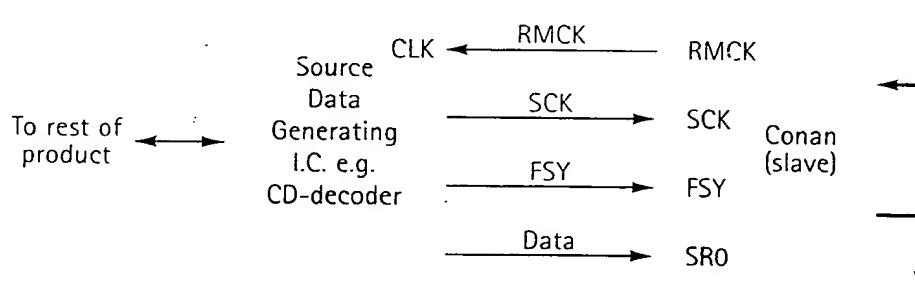 CLK
RMCK
RMCK
Source
Data
Generating
I.C. e.g.
CD-decoder
To rest of
product
SCK
SCK
FSY
FSY
Data
SR0
Conan
(slave)